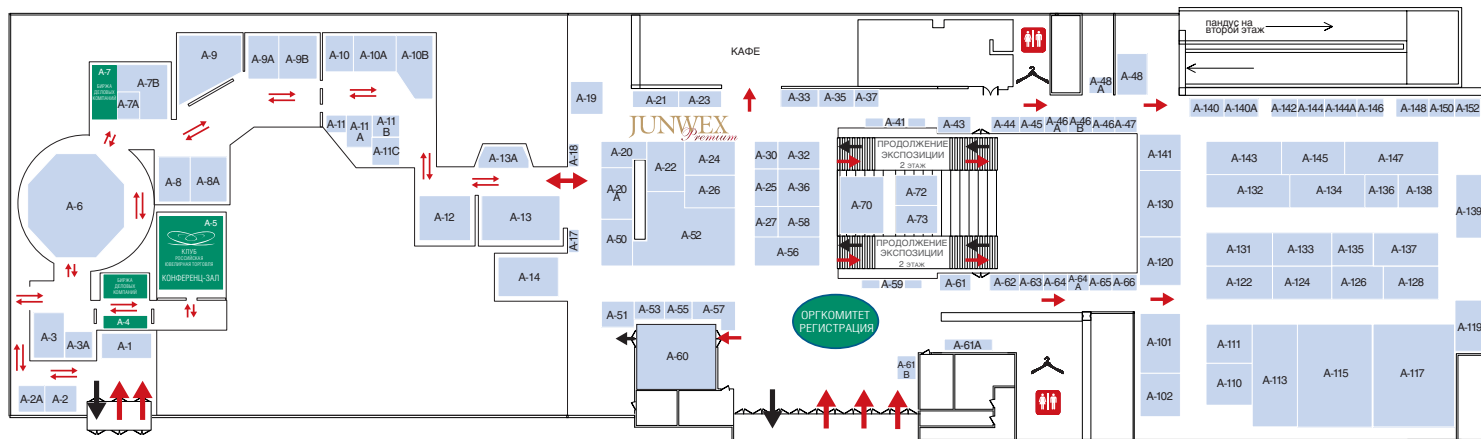 пандус на
второй этаж
КАФЕ
A-9
A-9A
A-9B
A-10
A-10A
A-10B
A-48
A-48
A
A-7
БИРЖА
ДЕЛОВЫХ
КОМПАНИЙ
A-7B
A-7A
A-19
A-21
A-23
A-33
A-35
A-37
A-140
A-140A
A-142
A-144
A-144A
A-146
A-148
A-150
A-152
JUNWEX
Premium
A-11
A-11
A
A-11
B
A-11C
A-41
A-43
A-44
A-45
A-46
A
A-46
B
A-46A
A-47
A-13A
A-18
A-20
A-22
A-24
A-30
A-32
ПРОДОЛЖЕНИЕ
ЭКСПОЗИЦИИ
2 ЭТАЖ
A-141
A-143
A-145
A-147
A-8
A-8A
A-20
A
A-26
A-25
A-36
A-70
A-72
A-73
A-130
A-132
A-134
A-136
A-138
A-139
A-6
A-5
КЛУБ
РОССИЙСКАЯ
ЮВЕЛИРНАЯ ТОРГОВЛЯ
КОНФЕРЕНЦ-ЗАЛ
A-12
A-13
A-17
A-50
A-52
A-27
A-58
A-56
ПРОДОЛЖЕНИЕ
ЭКСПОЗИЦИИ
2 ЭТАЖ
A-120
A-131
A-133
A-135
A-137
A-14
БИРЖА
ДЕЛОВЫХ
КОМПАНИЙ
A-59
A-61
A-62
A-63
A-64
A-64
A
A-65
A-66
A-122
A-124
A-126
A-128
A-4
A-51
A-53
A-55
A-57
ОРГКОМИТЕТ
РЕГИСТРАЦИЯ
A-119
A-3
A-3A
A-1
A-60
A-61A
A-61
B
A-101
A-111
A-110
A-113
A-115
A-117
A-2A
A-2
A-102